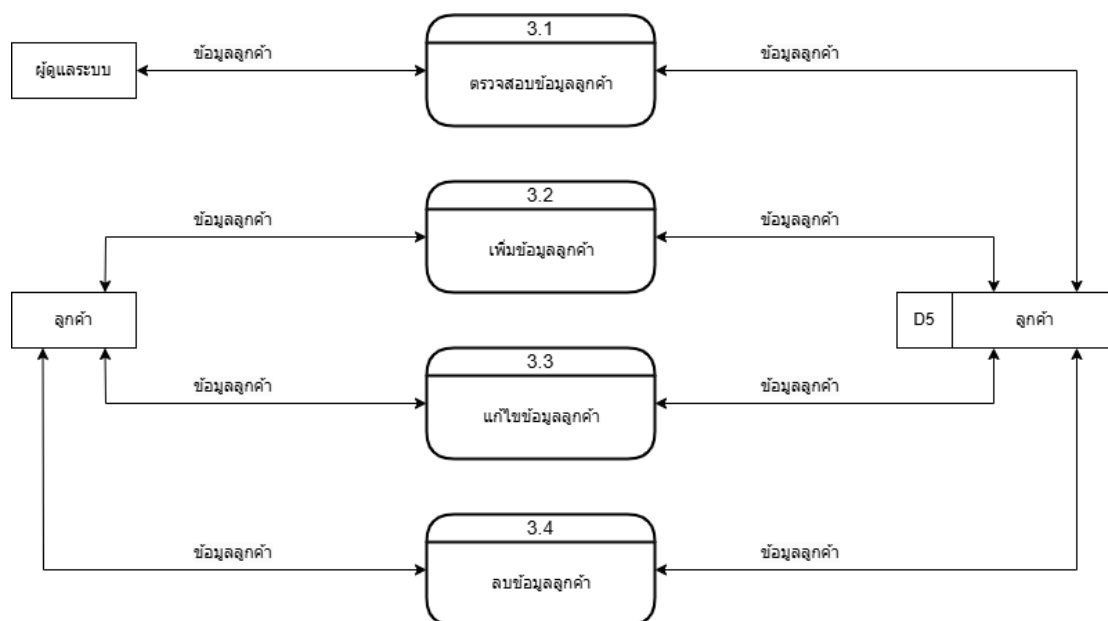 3.1
ข้อมูลลูกค้า
ข้อมูลลูกค้า
ผู้ดูแลระบบ
ตรวจสอบข้อมูลลูกค้า
3.2
ข้อมูลลูกค้า
ข้อมูลลูกค้า
เพิ่มข้อมูลลูกค้า
ลูกค้า
D5
ลูกค้า
3.3
ข้อมูลลูกค้า
ข้อมูลลูกค้า
แก้ไขข้อมูลลูกค้า
3.4
ข้อมูลลูกค้า
ข้อมูลลูกค้า
ลบข้อมูลลูกค้า